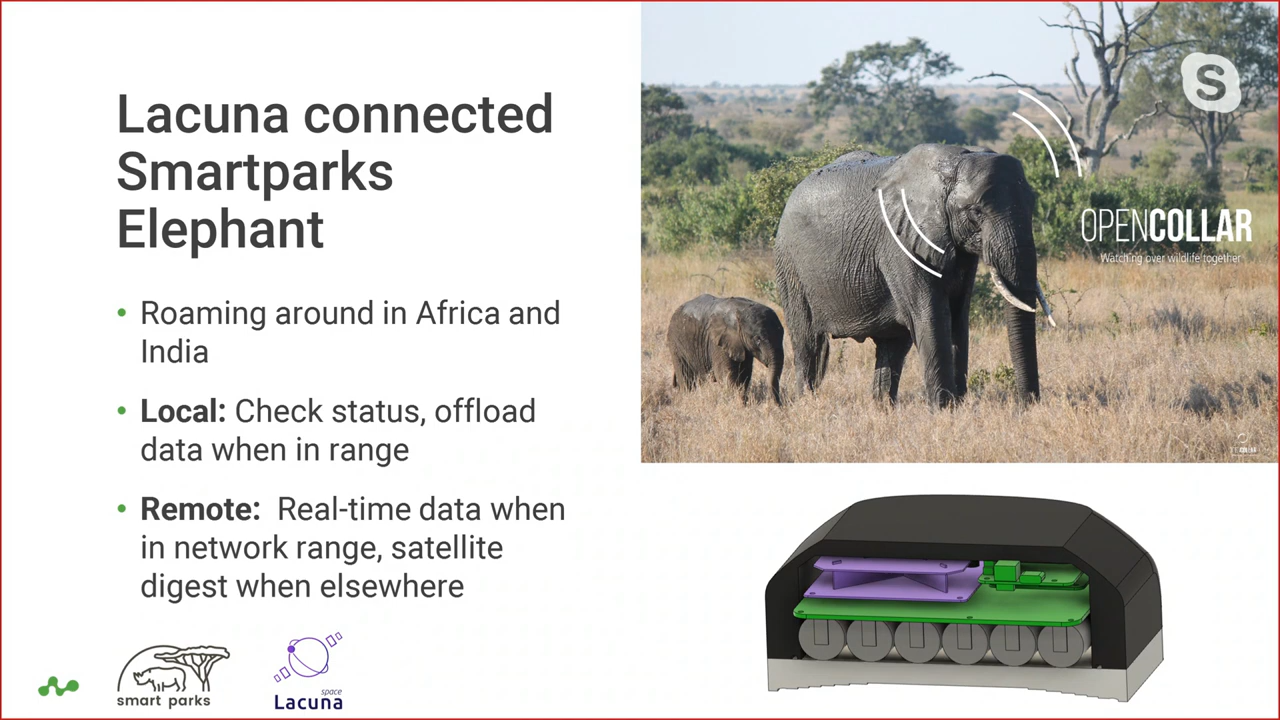 Lacuna connected
Smartparks
Elephant
• Roaming around in Africa and
India
• Local: Check status, offload
data when in range
• Remote: Real-time data when
in network range, satellite
digest when elsewhere
S
OPENCOLLAR
Watching over wildlife together
smart parks
space
Lacuna